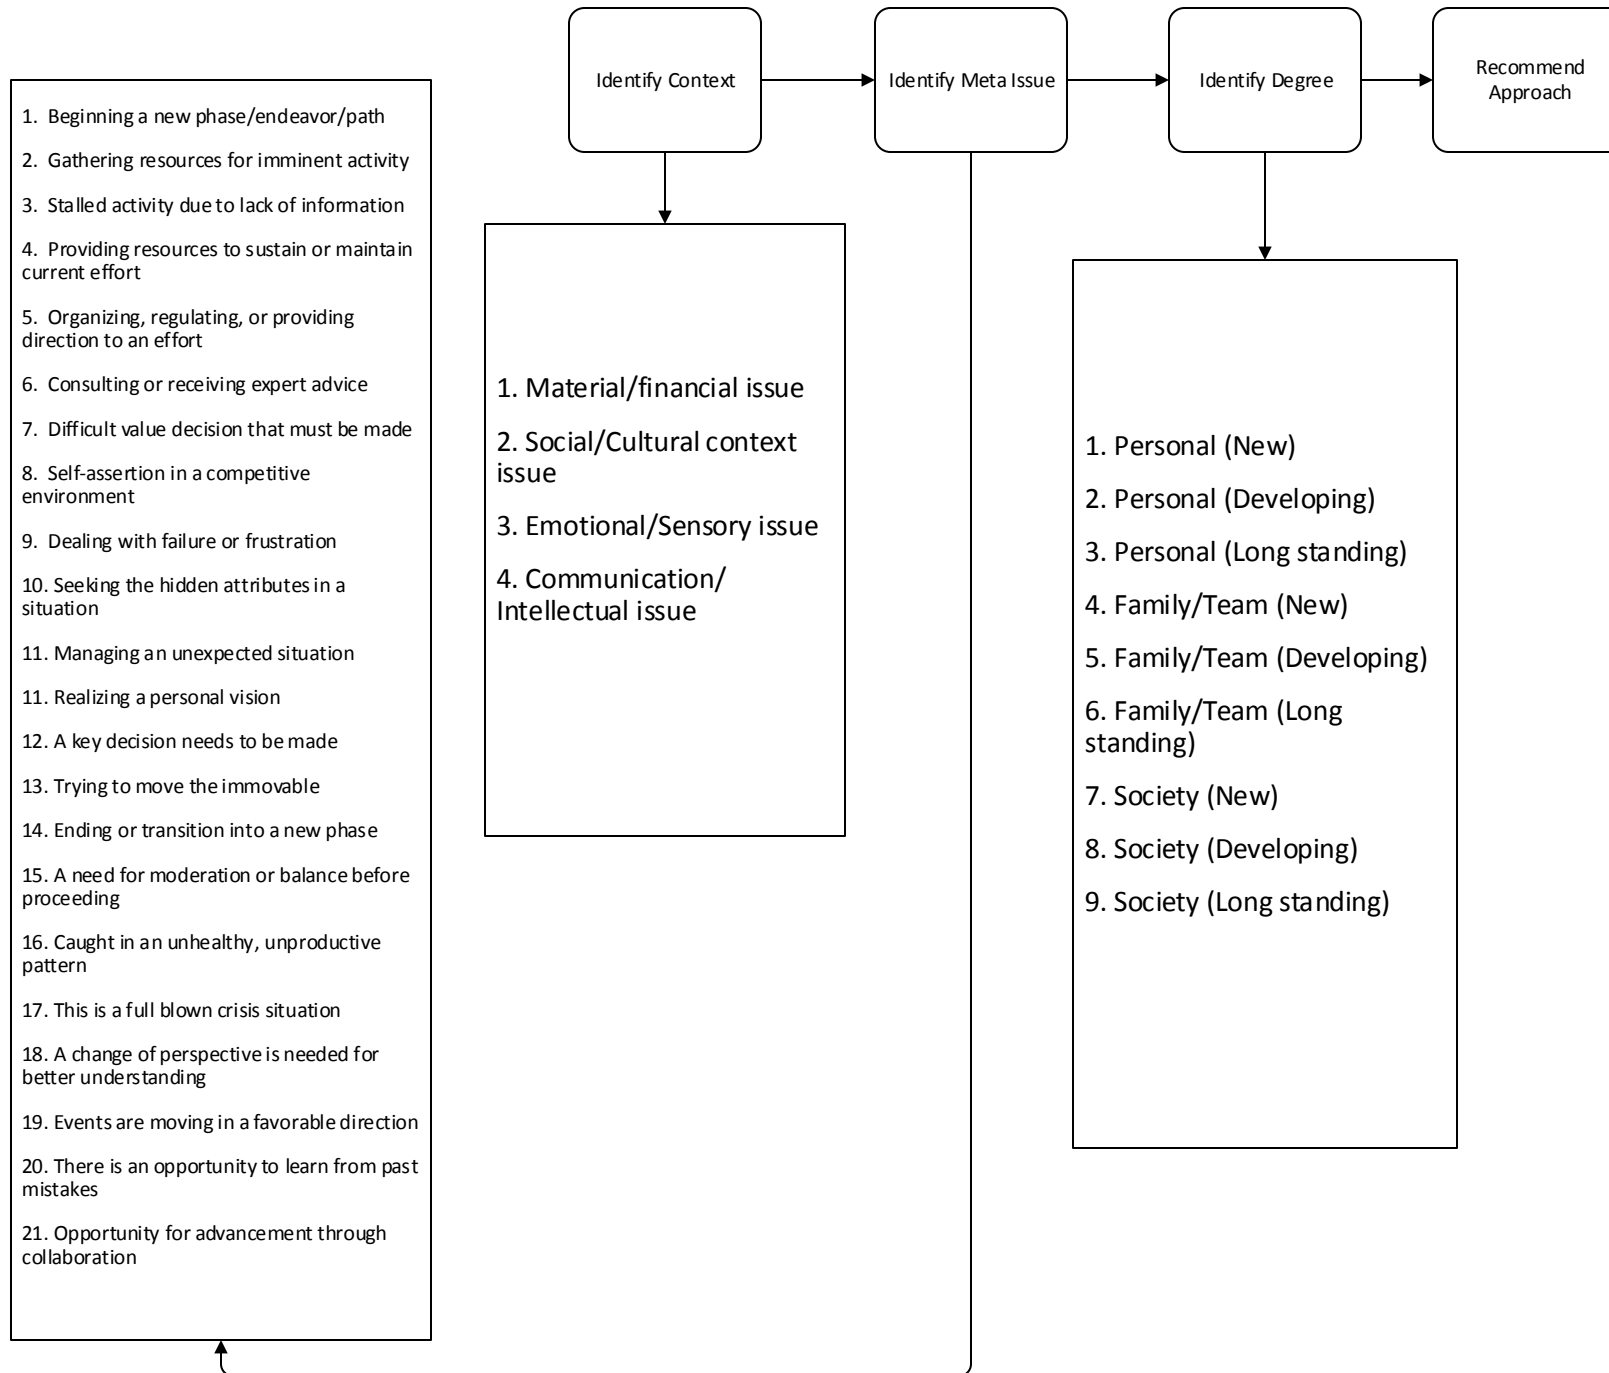 Identify Context
Identify Meta Issue
Identify Degree
Recommend
Approach
1.  Beginning a new phase/endeavor/path
2.  Gathering resources for imminent activity
3.  Stalled activity due to lack of information
4.  Providing resources to sustain or maintain
current effort
5.  Organizing, regulating, or providing
direction to an effort
6.  Consulting or receiving expert advice
7.  Difficult value decision that must be made
8.  Self-assertion in a competitive
environment
9.  Dealing with failure or frustration
10. Seeking the hidden attributes in a
situation
11. Managing an unexpected situation
11. Realizing a personal vision
12. A key decision needs to be made
13. Trying to move the immovable
14. Ending or transition into a new phase
15. A need for moderation or balance before
proceeding
16. Caught in an unhealthy, unproductive
pattern
17. This is a full blown crisis situation
18. A change of perspective is needed for
better understanding
19. Events are moving in a favorable direction
20. There is an opportunity to learn from past
mistakes
21. Opportunity for advancement through
collaboration
1. Material/financial issue
2. Social/Cultural context
issue
3. Emotional/Sensory issue
4. Communication/
Intellectual issue
1. Personal (New)
2. Personal (Developing)
3. Personal (Long standing)
4. Family/Team (New)
5. Family/Team (Developing)
6. Family/Team (Long
standing)
7. Society (New)
8. Society (Developing)
9. Society (Long standing)